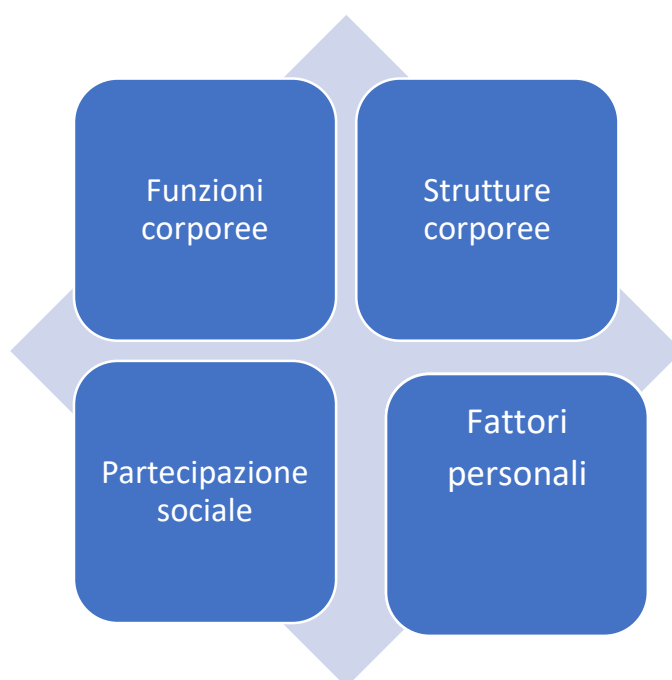 Funzioni
corporee
Strutture
corporee
Partecipazione
sociale
Fattori
personali